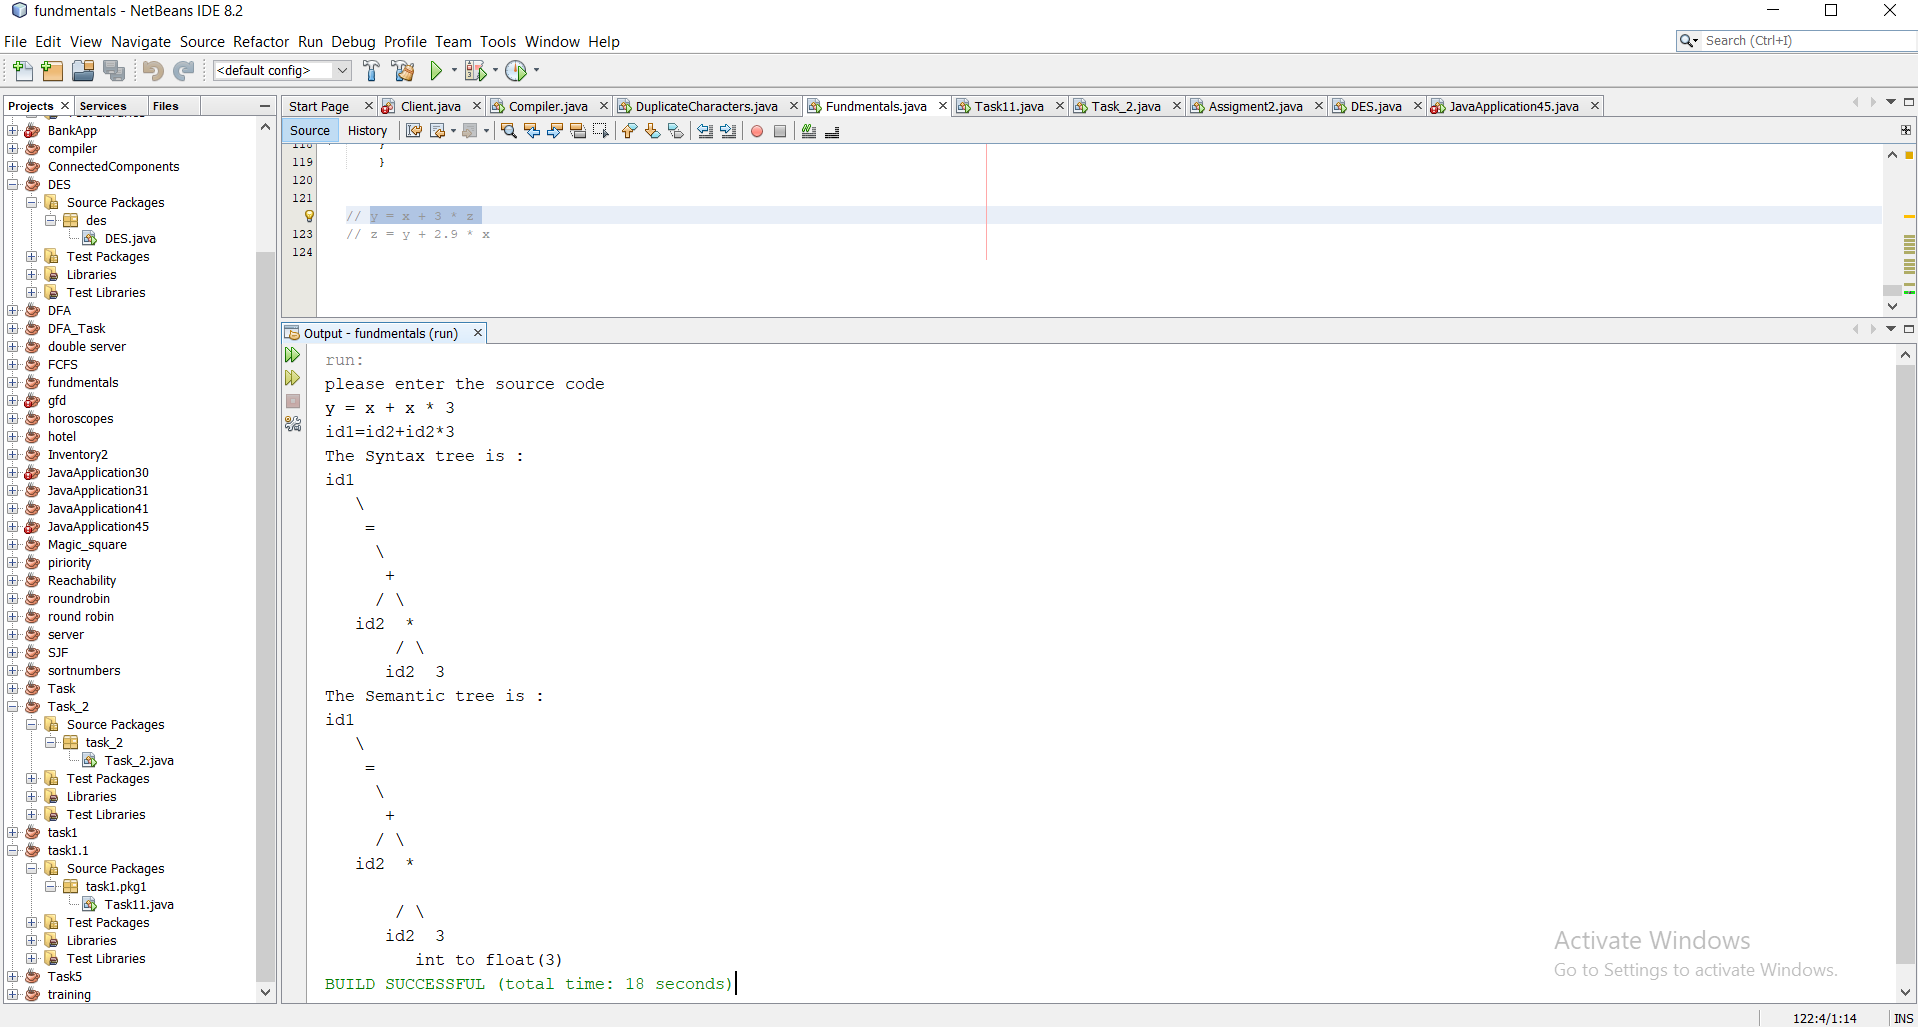 fundmentals - NetBeans IDE 8.2
File Edit View Navigate Source Refactor Run Debug Profile Team Tools Window Help
Search (Ctrl+I)
<default config>
Projects Services Files
Start Page Client.java Compiler.java DuplicateCharacters.java Fundmentals.java Task11.java Task_2.java Assigment2.java DES.java JavaApplication45.java
Source History
BankApp
compiler
ConnectedComponents
DES
Source Packages
des
DES.java
Test Packages
Libraries
Test Libraries
DFA
DFA_Task
double server
FCFS
fundmentals
gfd
horoscopes
hotel
Inventory2
JavaApplication30
JavaApplication31
JavaApplication41
JavaApplication45
Magic_square
piriority
Reachability
roundrobin
round robin
server
SJF
sortnumbers
Task
Task_2
Source Packages
task_2
Task_2.java
Test Packages
Libraries
Test Libraries
task1
task1.1
Source Packages
task1.pkg1
Task11.java
Test Packages
Libraries
Test Libraries
Task5
training
118 }
119 }
120
121
// y = x + 3 * z
123 // z = y + 2.9 * x
124
Output - fundmentals (run)
run:
please enter the source code
y = x + x * 3
id1=id2+id2*3
The Syntax tree is :
id1
\
=
\
+
/ \
id2 *
/ \
id2 3
The Semantic tree is :
id1
\
=
\
+
/ \
id2 *
/ \
id2 3
int to float(3)
BUILD SUCCESSFUL (total time: 18 seconds)
Activate Windows
Go to Settings to activate Windows.
122:4/1:14 INS